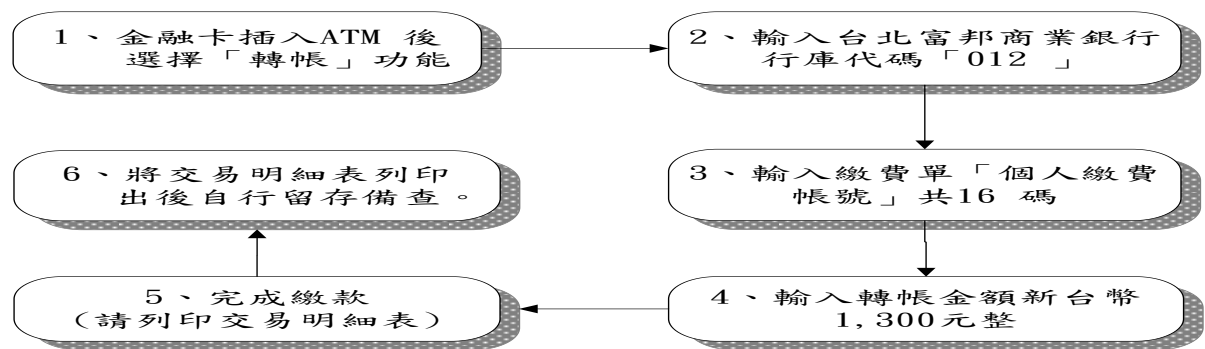 1、金融卡插入ATM 後
選擇「轉帳」功能
2、輸入台北富邦商業銀行
行庫代碼「012 」
3、輸入繳費單「個人繳費
帳號」共16 碼
4、輸入轉帳金額新台幣
1,300元整
5、完成繳款
(請列印交易明細表)
6、將交易明細表列印
出後自行留存備查。